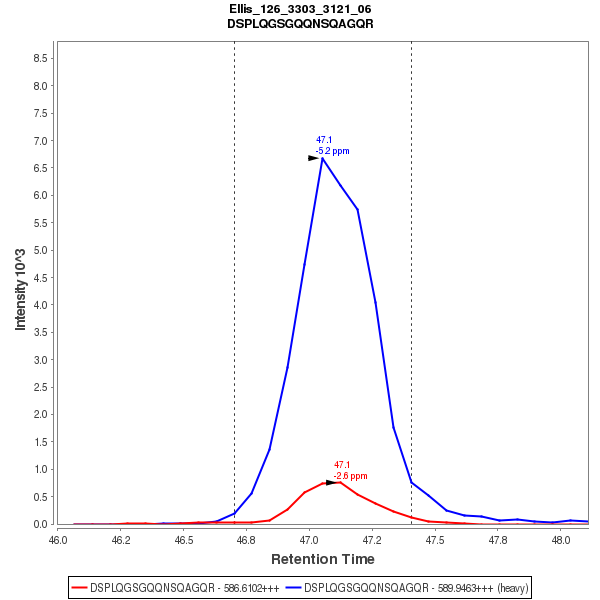 Ellis_126_3303_3121_06
DSPLQGSGQQNSQAGQR
8.5
8.0
7.5
7.0
6.5
6.0
5.5
5.0
4.5
4.0
3.5
3.0
2.5
2.0
1.5
1.0
0.5
0.0
Intensity 10^3
47.1
-5.2 ppm
47.1
-2.6 ppm
46.0 46.2 46.5 46.8 47.0 47.2 47.5 47.8 48.0
Retention Time
DSPLQGSGQQNSQAGQR - 586.6102+++ DSPLQGSGQQNSQAGQR - 589.9463+++ (heavy)